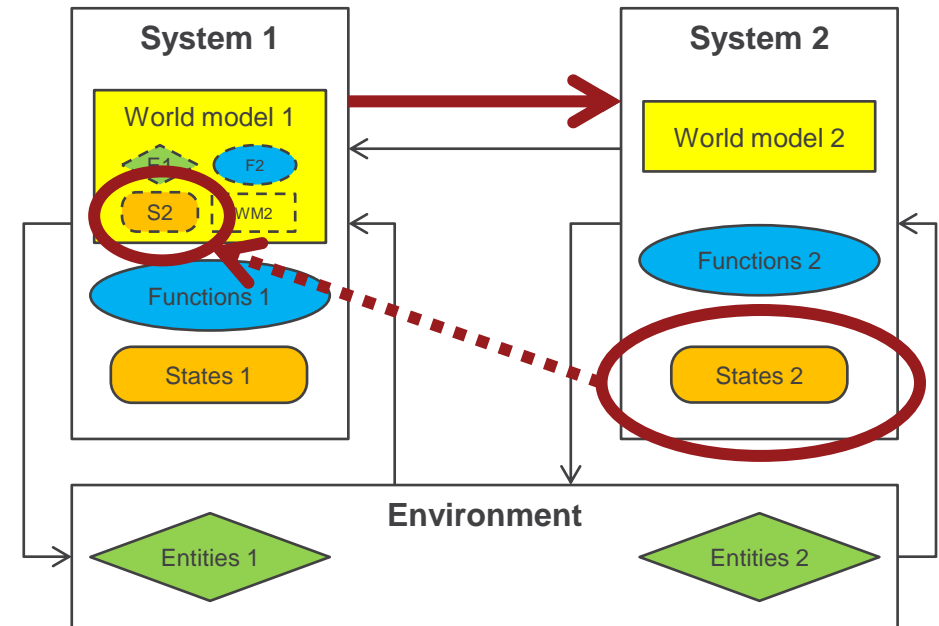 System 1
World model 1
E1
F2
S2
WM2
Functions 1
States 1
System 2
World model 2
Functions 2
States 2
Environment
Entities 1
Entities 2